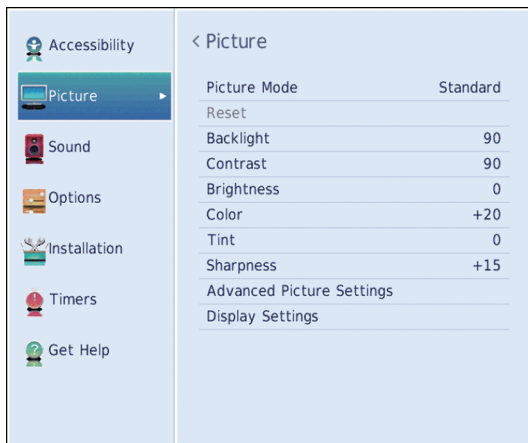 Accessibility
Picture
Sound
Options
Installation
Timers
Get Help
< Picture
Picture Mode Standard
Reset
Backlight 90
Contrast 90
Brightness 0
Color +20
Tint 0
Sharpness +15
Advanced Picture Settings
Display Settings